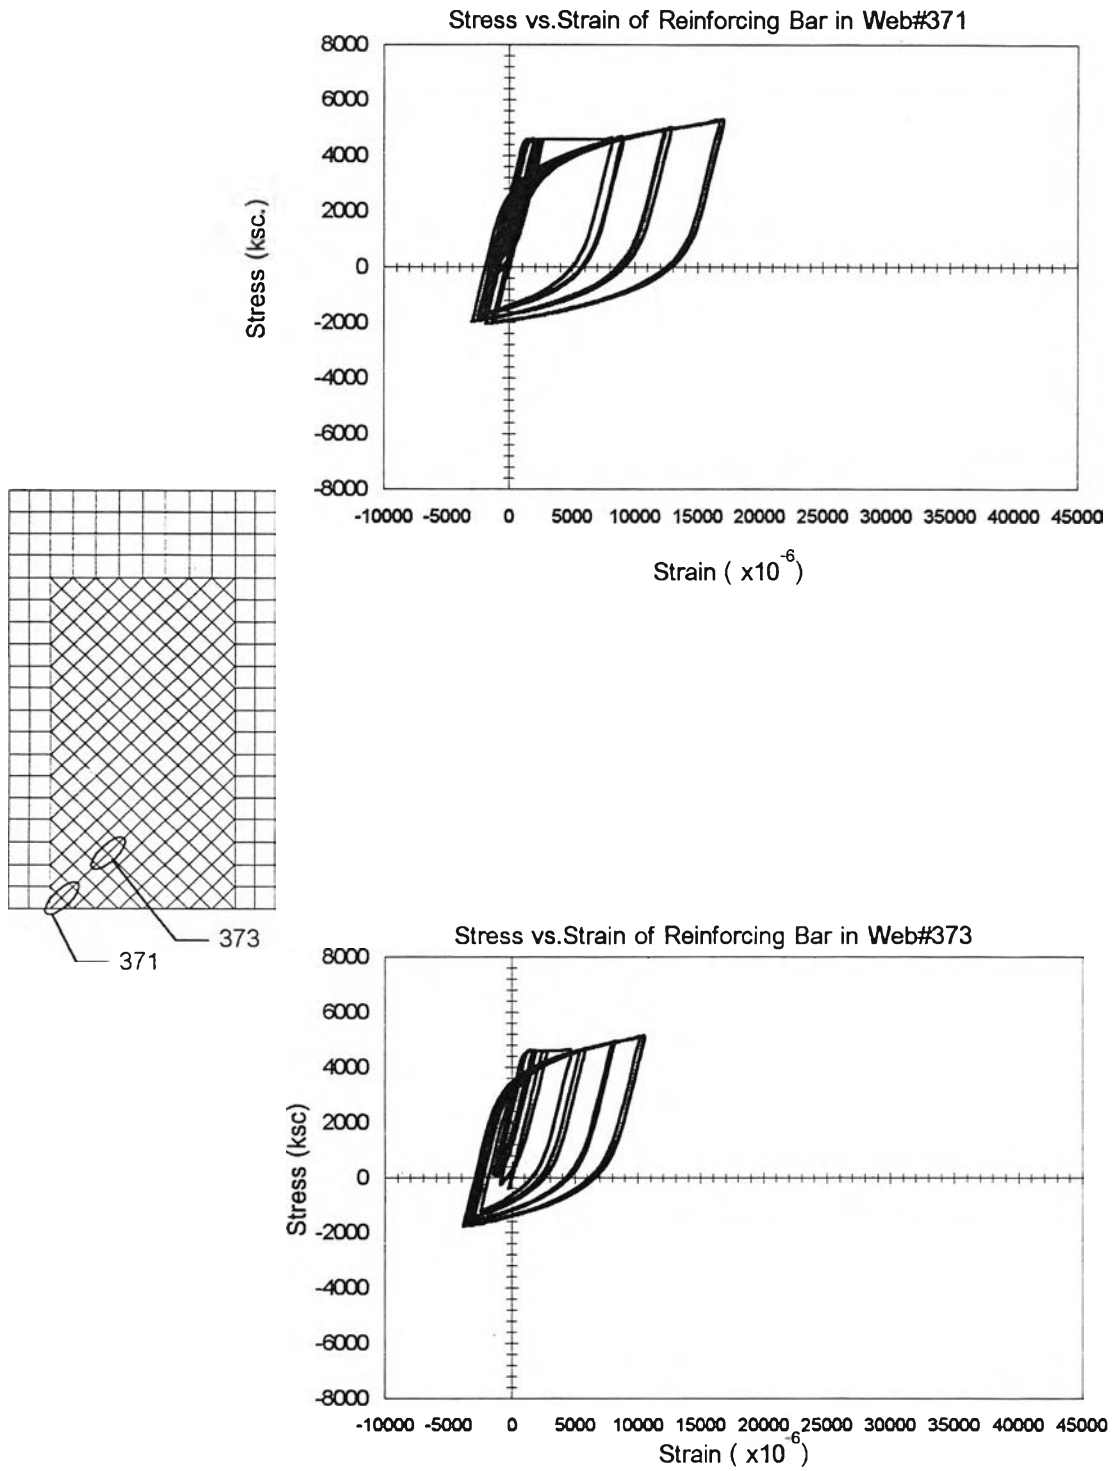 Stress vs.Strain of Reinforcing Bar in Web#371
8000
6000
4000
2000
0
-2000
-4000
-6000
-8000
Stress (ksc.)
-10000 -5000 0 5000 10000 15000 20000 25000 30000 35000 40000 45000
Strain ( x10^-6)
373
371
Stress vs.Strain of Reinforcing Bar in Web#373
8000
6000
4000
2000
0
-2000
-4000
-6000
-8000
Stress (ksc)
-10000 -5000 0 5000 10000 15000 20000 25000 30000 35000 40000 45000
Strain ( x10^-6)